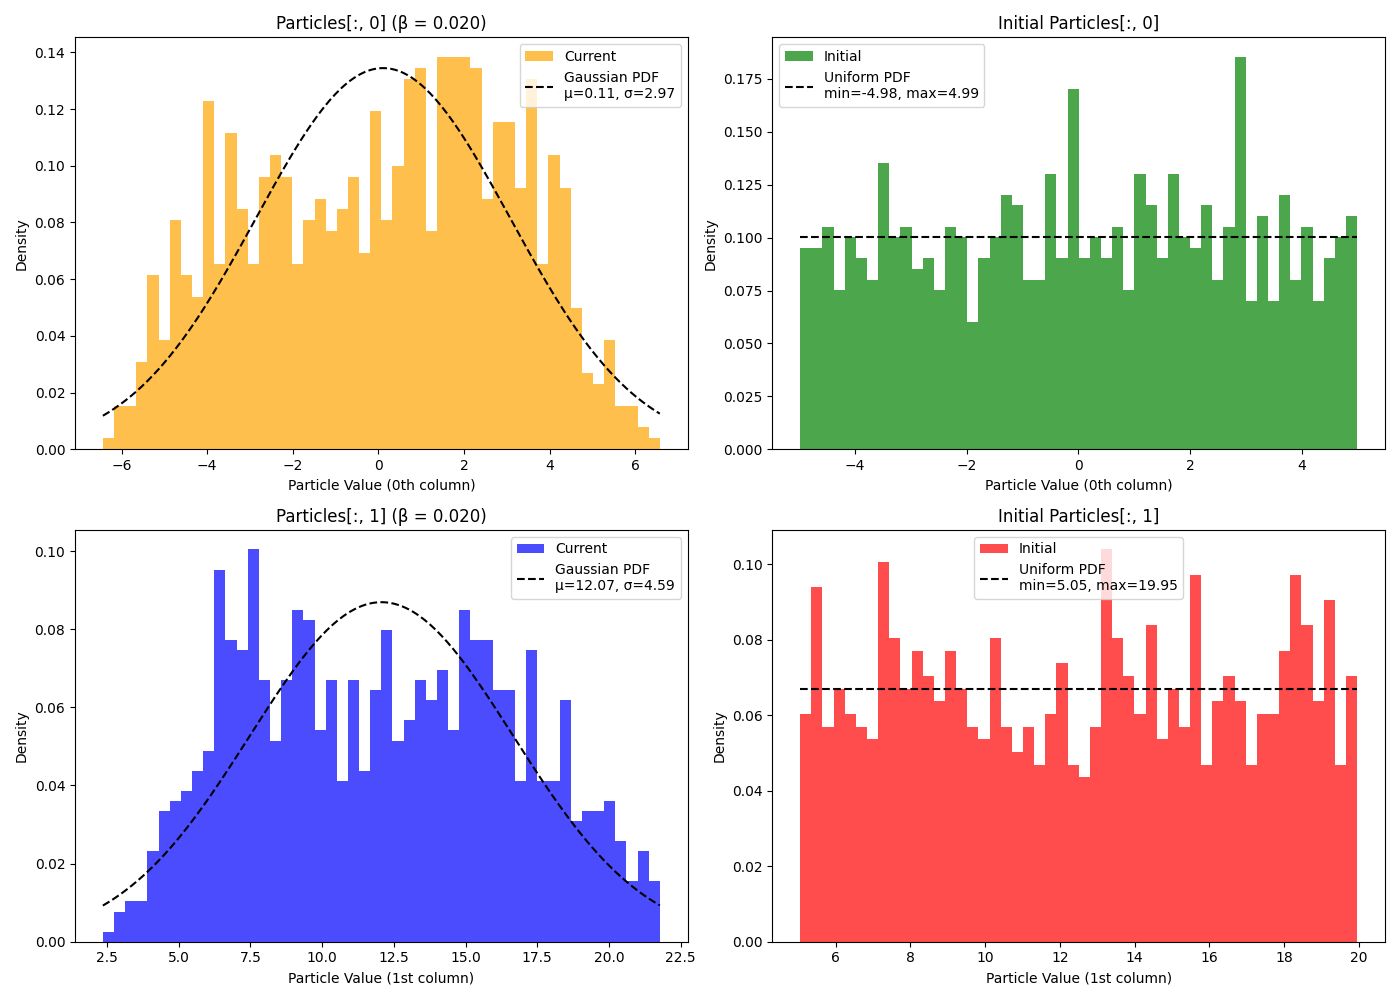 Particles[:, 0] (β = 0.020)
Current
Gaussian PDF
μ=0.11, σ=2.97
0.14
0.12
0.10
0.08
0.06
0.04
0.02
0.00
Density
−6
−4
−2
0
2
4
6
Particle Value (0th column)
Initial Particles[:, 0]
Initial
Uniform PDF
min=-4.98, max=4.99
0.175
0.150
0.125
0.100
0.075
0.050
0.025
0.000
Density
−4
−2
0
2
4
Particle Value (0th column)
Particles[:, 1] (β = 0.020)
Current
Gaussian PDF
μ=12.07, σ=4.59
0.10
0.08
0.06
0.04
0.02
0.00
Density
2.5
5.0
7.5
10.0
12.5
15.0
17.5
20.0
22.5
Particle Value (1st column)
Initial Particles[:, 1]
Initial
Uniform PDF
min=5.05, max=19.95
0.10
0.08
0.06
0.04
0.02
0.00
Density
6
8
10
12
14
16
18
20
Particle Value (1st column)